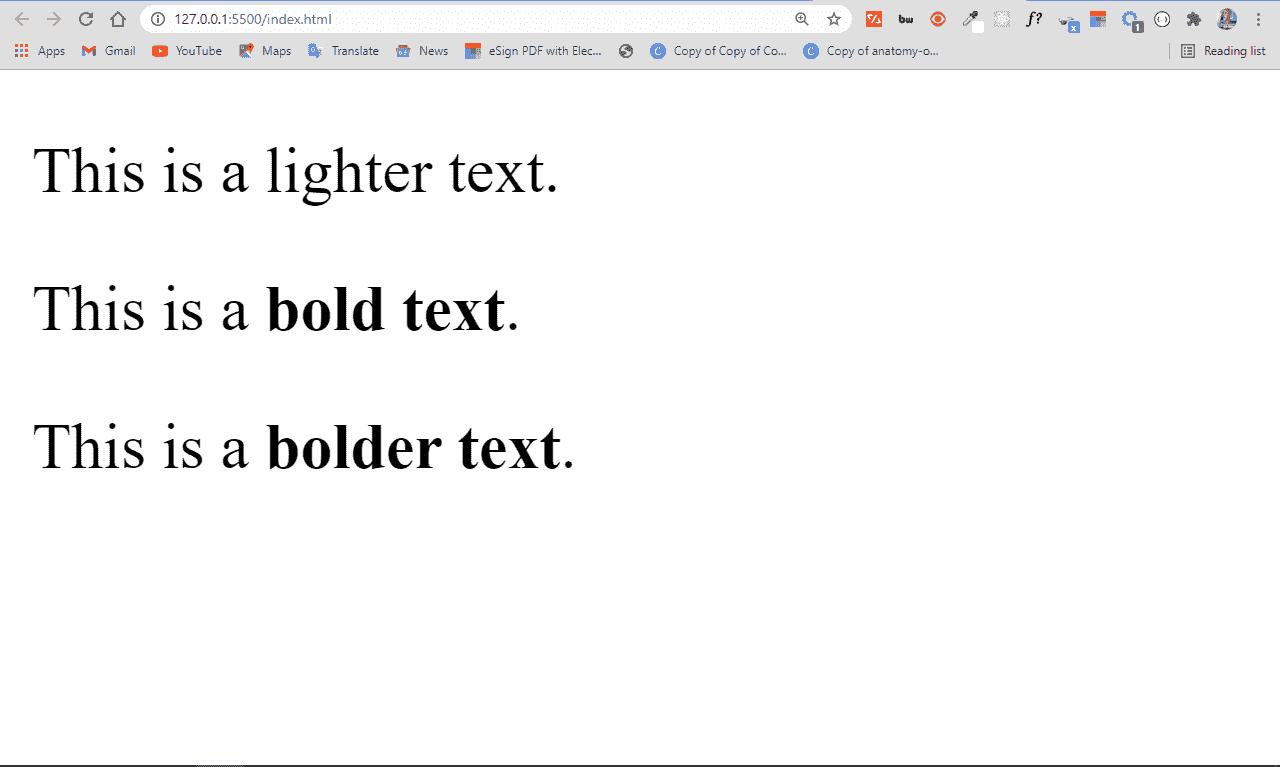 127.0.0.1:5500/index.html
bw
f?
x
1
Apps
Gmail
YouTube
Maps
Translate
News
eSign PDF with Elec...
C
Copy of Copy of Co...
C
Copy of anatomy-o...
Reading list
This is a lighter text.
This is a bold text.
This is a bolder text.